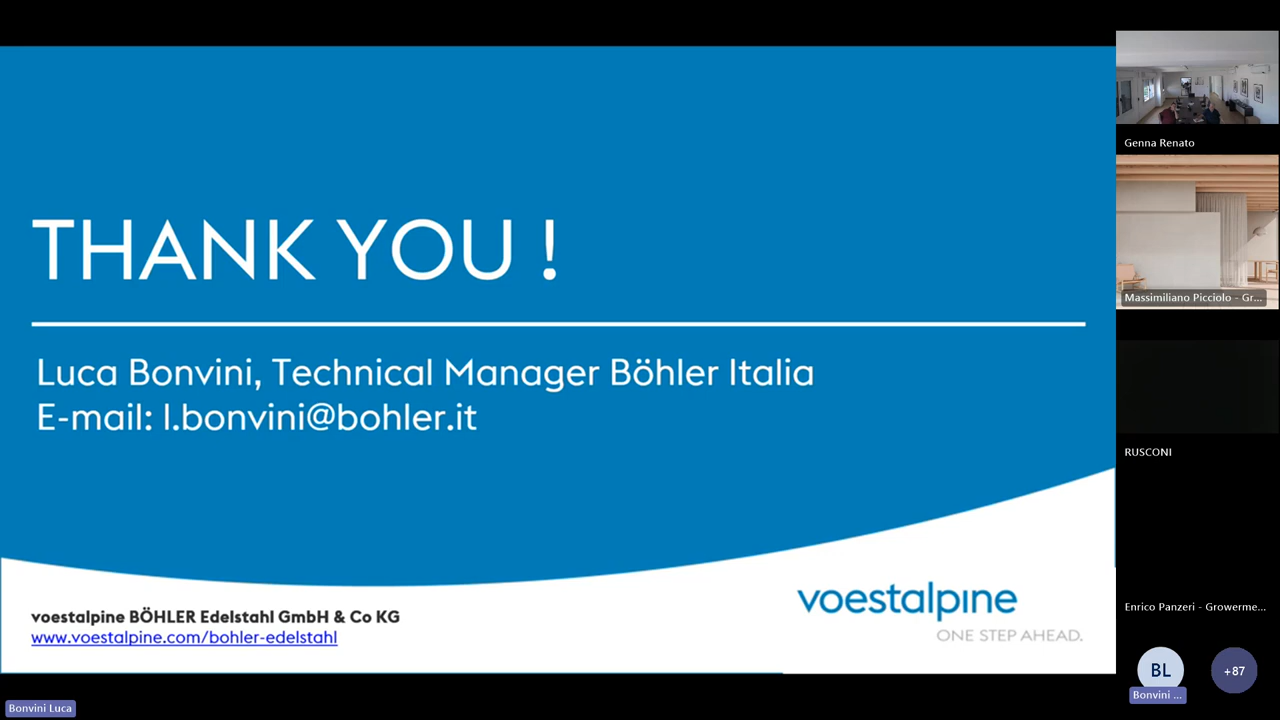 THANK YOU !
Luca Bonvini, Technical Manager Böhler Italia
E-mail: l.bonvini@bohler.it
voestalpine BÖHLER Edelstahl GmbH & Co KG
www.voestalpine.com/bohler-edelstahl
voestalpine
ONE STEP AHEAD.
Bonvini Luca
Genna Renato
Massimiliano Picciolo - Gr...
RUSCONI
Enrico Panzeri - Growerme...
BL
Bonvini ...
+87